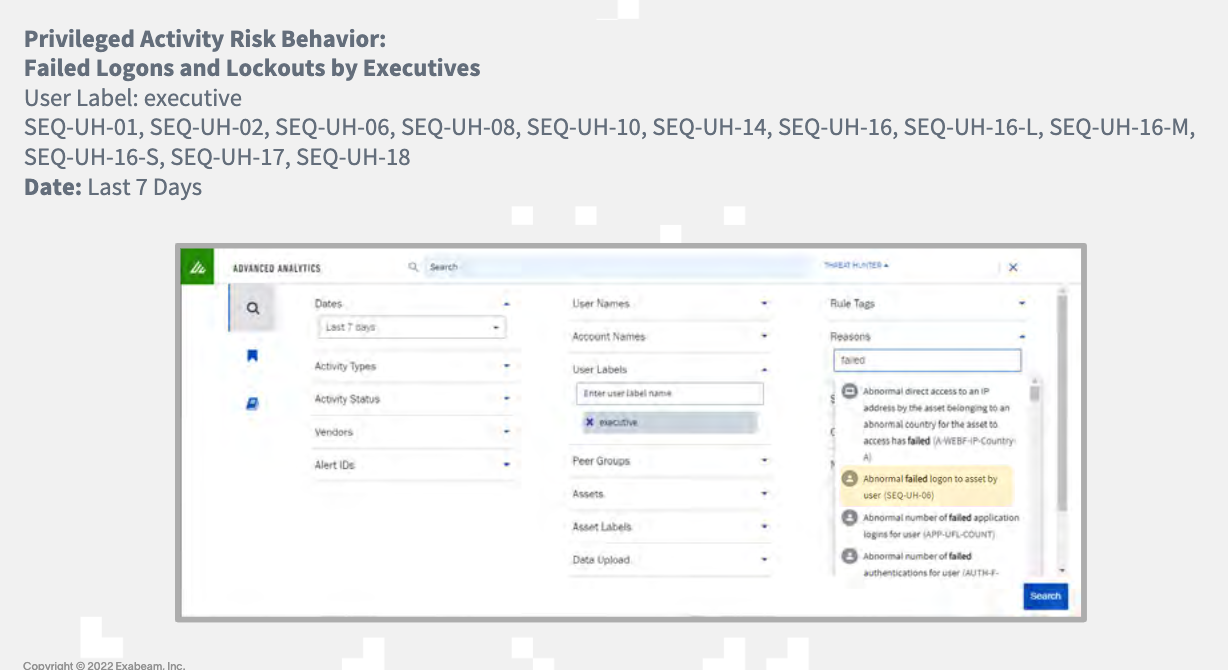 Privileged Activity Risk Behavior:
Failed Logons and Lockouts by Executives
User Label: executive
SEQ-UH-01, SEQ-UH-02, SEQ-UH-06, SEQ-UH-08, SEQ-UH-10, SEQ-UH-14, SEQ-UH-16, SEQ-UH-16-L, SEQ-UH-16-M,
SEQ-UH-16-S, SEQ-UH-17, SEQ-UH-18
Date: Last 7 Days
ADVANCED ANALYTICS
Search
THREAT HUNTER
Dates
Last 7 days
Activity Types
Activity Status
Vendors
Alert IDs
User Names
Account Names
User Labels
Enter user label name
executive
Peer Groups
Assets
Asset Labels
Data Upload
Rule Tags
Reasons
failed
Abnormal direct access to an IP
address by the asset belonging to an
abnormal country for the asset to
access has failed (A-WEBF-IP-Country-
A)
Abnormal failed logon to asset by
user (SEQ-UH-06)
Abnormal number of failed application
logins for user (APP-UFL-COUNT)
Abnormal number of failed
authentications for user (AUTH-F-
Search
Copyright © 2022 Exabeam, Inc.